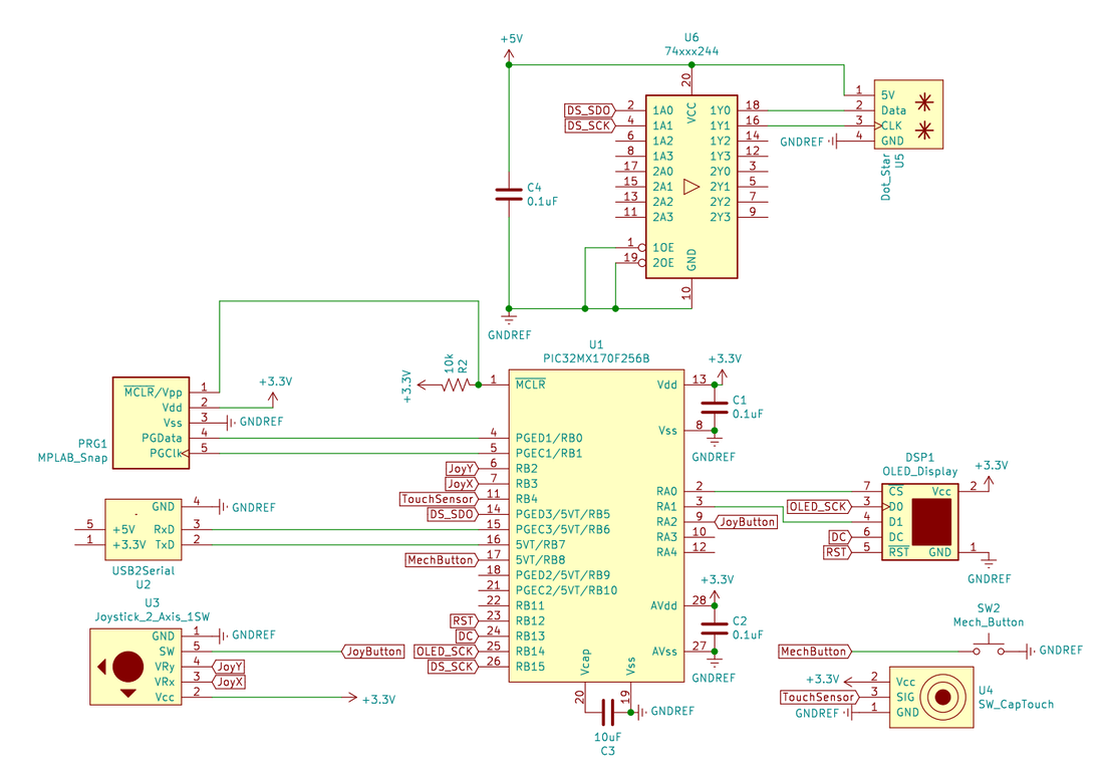 +5V
U6
74xxx244
20
VCC
DS_SDO 2 1A0 1Y0 18
DS_SCK 4 1A1 1Y1 16
6 1A2 1Y2 14
8 1A3 1Y3 12
17 2A0 2Y0 3
15 2A1 2Y1 5
13 2A2 2Y2 7
11 2A3 2Y3 9
1 1OE
19 2OE
GND
10
1 5V
2 Data
3 CLK
GNDREF 4 GND
Dot_Star
U5
C4
0.1uF
GNDREF
U1
PIC32MX170F256B
10k
R2
+3.3V
1 MCLR
4 PGED1/RB0
5 PGEC1/RB1
JoyY 6 RB2
JoyX 7 RB3
TouchSensor 11 RB4
DS_SDO 14 PGED3/5VT/RB5
15 PGEC3/5VT/RB6
16 5VT/RB7
MechButton 17 5VT/RB8
18 PGED2/5VT/RB9
21 PGEC2/5VT/RB10
22 RB11
RST 23 RB12
DC 24 RB13
OLED_SCK 25 RB14
DS_SCK 26 RB15
Vdd 13
+3.3V
C1
0.1uF
Vss 8
GNDREF
RA0 2
RA1 3
RA2 9 JoyButton
RA3 10
RA4 12
+3.3V
AVdd 28
C2
0.1uF
AVss 27
GNDREF
Vcap
20
Vss
19
GNDREF
10uF
C3
MCLR/Vpp 1
Vdd 2
+3.3V
Vss 3 GNDREF
PGData 4
PGClk 5
PRG1
MPLAB_Snap
GND 4 GNDREF
5 +5V RxD 3
1 +3.3V TxD 2
USB2Serial
U2
U3
Joystick_2_Axis_1SW
GND 1 GNDREF
SW 5 JoyButton
VRy 4 JoyY
VRx 3 JoyX
Vcc 2 +3.3V
DSP1
OLED_Display
+3.3V
7 CS Vcc 2
OLED_SCK 3 D0
4 D1
DC 6 DC
RST 5 RST GND 1
GNDREF
SW2
Mech_Button
MechButton GNDREF
+3.3V 2 Vcc
TouchSensor 3 SIG
GNDREF 1 GND
U4
SW_CapTouch